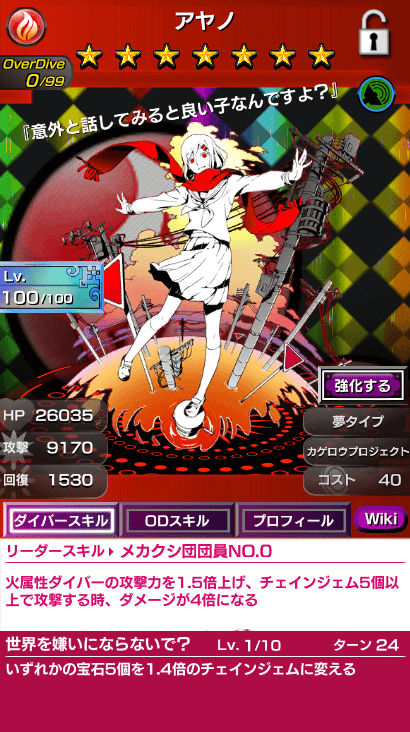 アヤノ
OverDive
0/99
『意外と話してみると良い子なんですよ?』
Lv.
100/100
強化する
HP 26035
夢タイプ
攻撃 9170
カゲロウプロジェクト
回復 1530
コスト 40
ダイバースキル
ODスキル
プロフィール
Wiki
リーダースキル▶メカクシ団団員NO.0
火属性ダイバーの攻撃力を1.5倍上げ、チェインジェム5個以
上で攻撃する時、ダメージが4倍になる
世界を嫌いにならないで? Lv. 1/10 ターン 24
いずれかの宝石5個を1.4倍のチェインジェムに変える